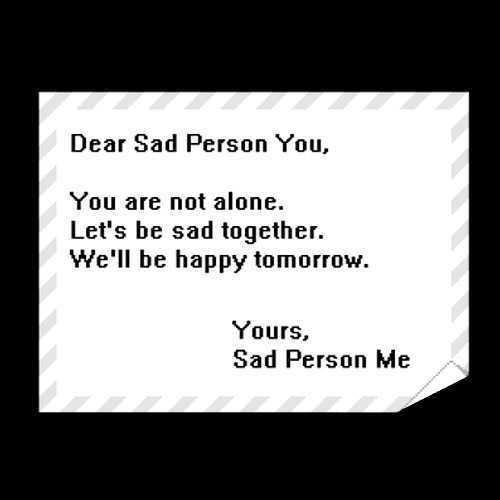 Dear Sad Person You,
You are not alone.
Let's be sad together.
We'll be happy tomorrow.
Yours,
Sad Person Me